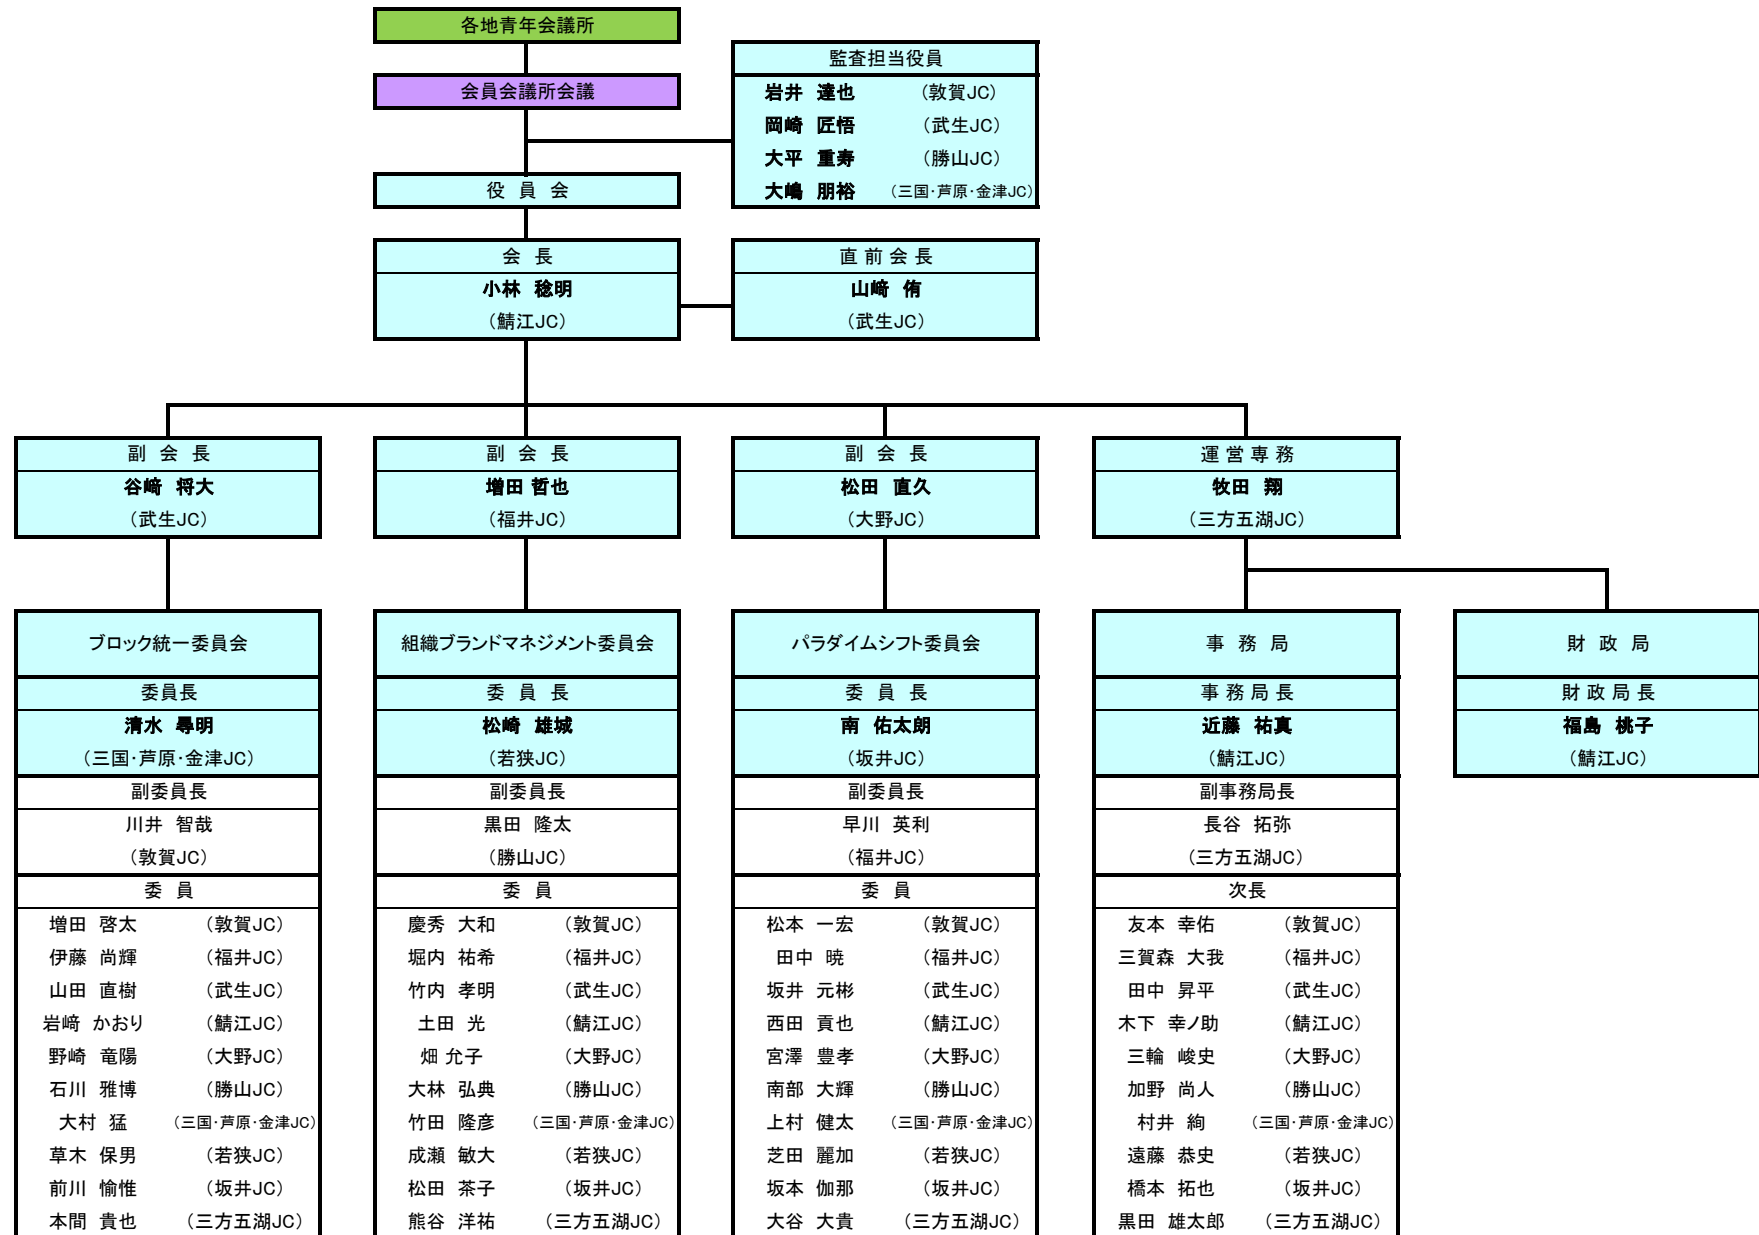 各地青年会議所
会員会議所会議
監査担当役員
岩井 達也 (敦賀JC)
岡崎 匠悟 (武生JC)
大平 重寿 (勝山JC)
大嶋 朋裕 (三国・芦原・金津JC)
役 員 会
会 長
小林 稔明
(鯖江JC)
直 前 会 長
山﨑 侑
(武生JC)
副 会 長
谷﨑 将大
(武生JC)
副 会 長
増田 哲也
(福井JC)
副 会 長
松田 直久
(大野JC)
運 営 専 務
牧田 翔
(三方五湖JC)
ブロック統一委員会
委員長
清水 尋明
(三国・芦原・金津JC)
副委員長
川井 智哉
(敦賀JC)
委 員
増田 啓太 (敦賀JC)
伊藤 尚輝 (福井JC)
山田 直樹 (武生JC)
岩﨑 かおり (鯖江JC)
野崎 竜陽 (大野JC)
石川 雅博 (勝山JC)
大村 猛 (三国・芦原・金津JC)
草木 保男 (若狭JC)
前川 愉惟 (坂井JC)
本間 貴也 (三方五湖JC)
組織ブランドマネジメント委員会
委 員 長
松崎 雄城
(若狭JC)
副委員長
黒田 隆太
(勝山JC)
委 員
慶秀 大和 (敦賀JC)
堀内 祐希 (福井JC)
竹内 孝明 (武生JC)
土田 光 (鯖江JC)
畑 允子 (大野JC)
大林 弘典 (勝山JC)
竹田 隆彦 (三国・芦原・金津JC)
成瀬 敏大 (若狭JC)
松田 茶子 (坂井JC)
熊谷 洋祐 (三方五湖JC)
パラダイムシフト委員会
委 員 長
南 佑太朗
(坂井JC)
副委員長
早川 英利
(福井JC)
委 員
松本 一宏 (敦賀JC)
田中 暁 (福井JC)
坂井 元彬 (武生JC)
西田 貢也 (鯖江JC)
宮澤 豊孝 (大野JC)
南部 大輝 (勝山JC)
上村 健太 (三国・芦原・金津JC)
芝田 麗加 (若狭JC)
坂本 伽那 (坂井JC)
大谷 大貴 (三方五湖JC)
事 務 局
事 務 局 長
近藤 祐真
(鯖江JC)
副事務局長
長谷 拓弥
(三方五湖JC)
次長
友本 幸佑 (敦賀JC)
三賀森 大我 (福井JC)
田中 昇平 (武生JC)
木下 幸ノ助 (鯖江JC)
三輪 峻史 (大野JC)
加野 尚人 (勝山JC)
村井 絢 (三国・芦原・金津JC)
遠藤 恭史 (若狭JC)
橋本 拓也 (坂井JC)
黒田 雄太郎 (三方五湖JC)
財 政 局
財 政 局 長
福島 桃子
(鯖江JC)